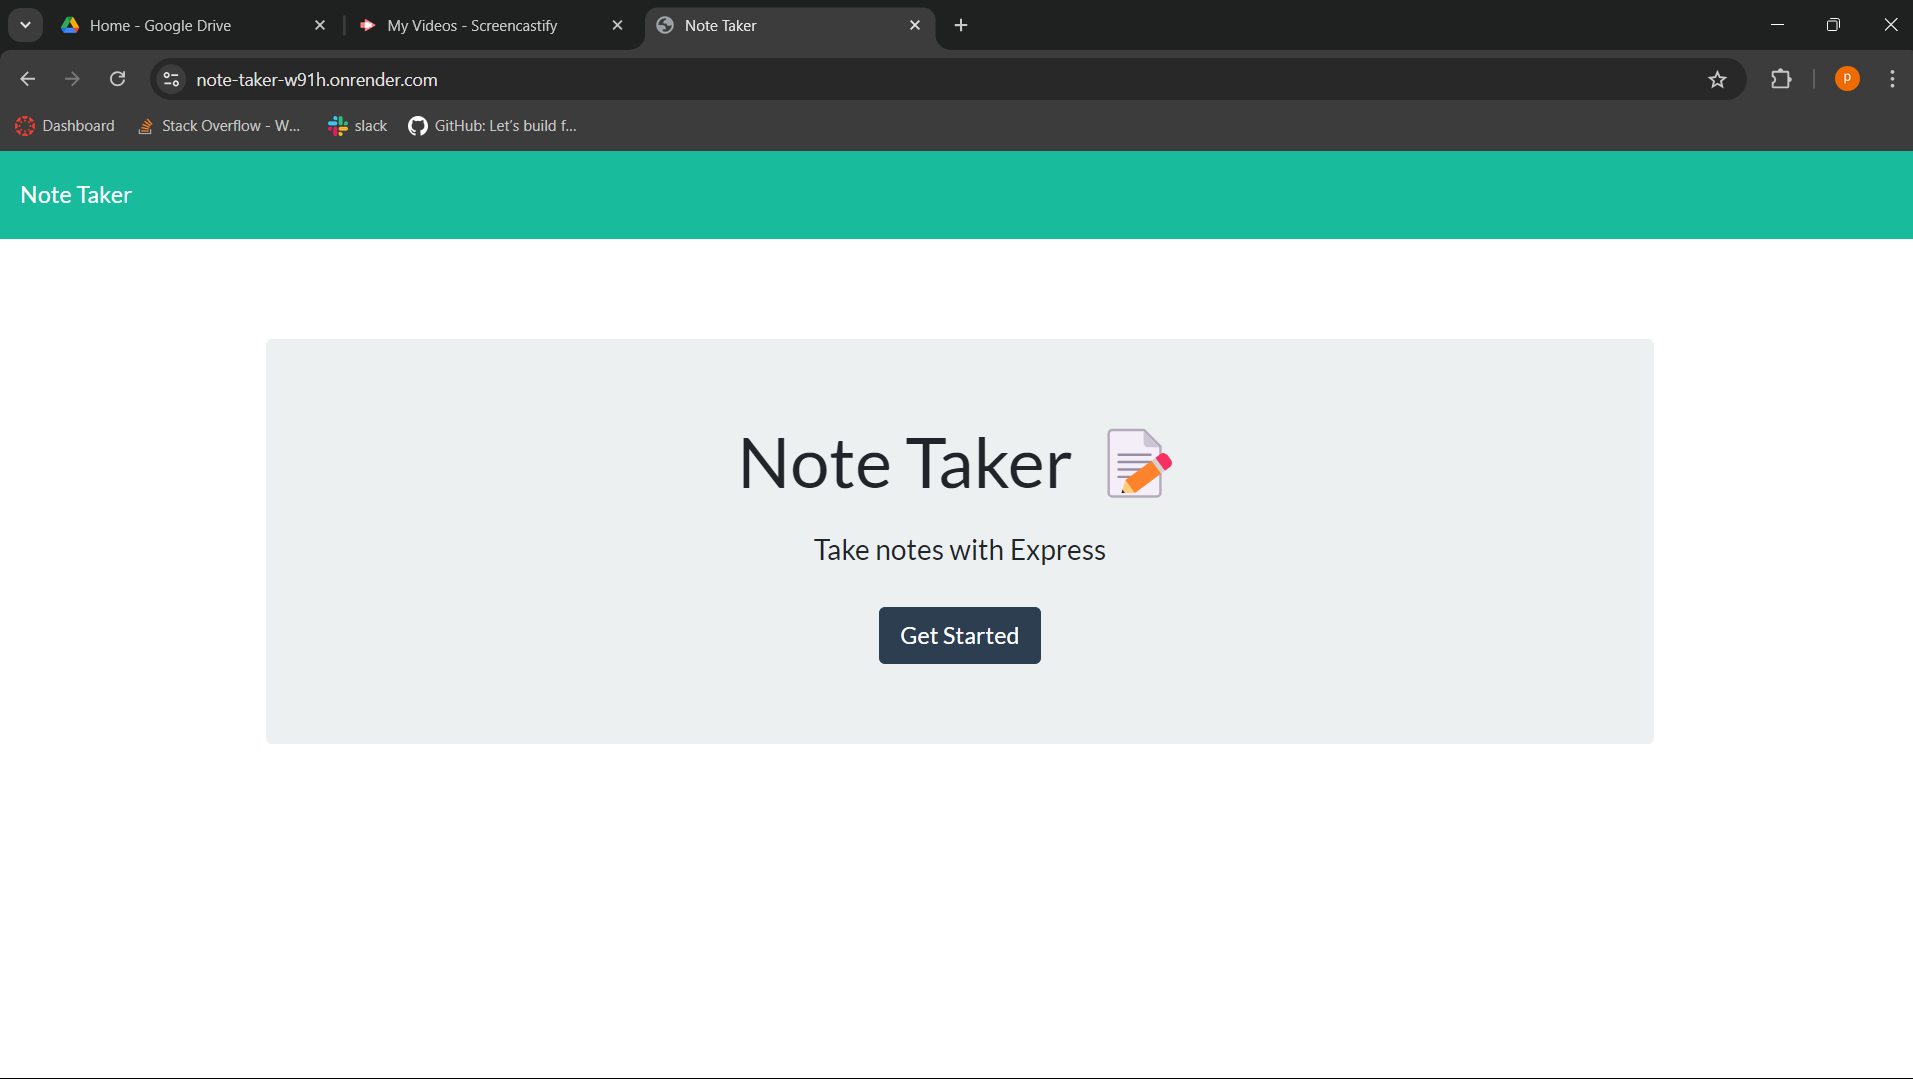 Home - Google Drive
My Videos - Screencastify
Note Taker
note-taker-w91h.onrender.com
P
Dashboard
Stack Overflow - W...
slack
GitHub: Let's build f...
Note Taker
Note Taker
Take notes with Express
Get Started